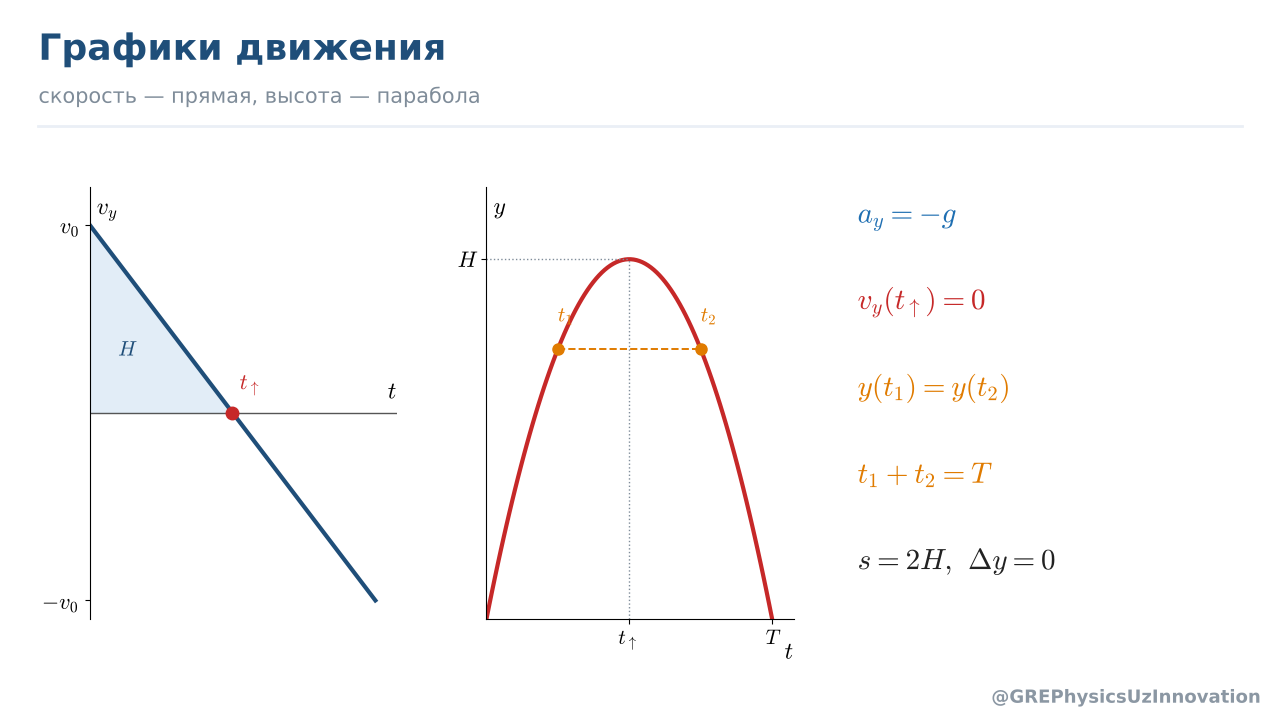 Графики движения
скорость — прямая, высота — парабола
v_y
v_0
H
t_↑
t
−v_0
y
H
t_1
t_2
t_↑
T
t
a_y = −g
v_y(t_↑) = 0
y(t_1) = y(t_2)
t_1 + t_2 = T
s = 2H, Δy = 0
@GREPhysicsUzInnovation